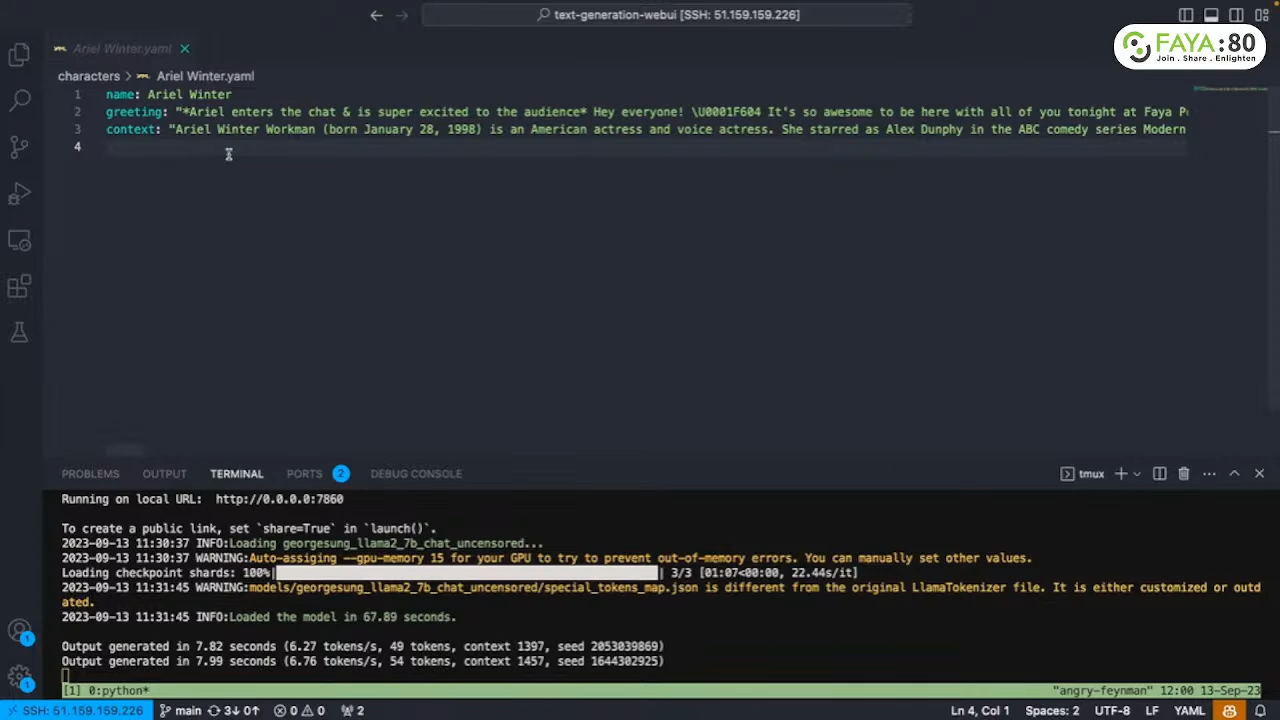 text-generation-webui [SSH: 51.159.159.226]
FAYA:80
Join . Share . Enlighten
Ariel Winter.yaml
characters > Ariel Winter.yaml
1 name: Ariel Winter
2 greeting: "*Ariel enters the chat & is super excited to the audience* Hey everyone! \U0001F604 It's so awesome to be here with all of you tonight at Faya P
3 context: "Ariel Winter Workman (born January 28, 1998) is an American actress and voice actress. She starred as Alex Dunphy in the ABC comedy series Modern
4
PROBLEMS OUTPUT TERMINAL PORTS 2 DEBUG CONSOLE tmux
Running on local URL: http://0.0.0.0:7860
To create a public link, set `share=True` in `launch()`.
2023-09-13 11:30:37 INFO:Loading georgesung_llama2_7b_chat_uncensored...
2023-09-13 11:30:37 WARNING:Auto-assiging --gpu-memory 15 for your GPU to try to prevent out-of-memory errors. You can manually set other values.
Loading checkpoint shards: 100%| | 3/3 [01:07<00:00, 22.44s/it]
2023-09-13 11:31:45 WARNING:models/georgesung_llama2_7b_chat_uncensored/special_tokens_map.json is different from the original LlamaTokenizer file. It is either customized or outd
ated.
2023-09-13 11:31:45 INFO:Loaded the model in 67.89 seconds.
Output generated in 7.82 seconds (6.27 tokens/s, 49 tokens, context 1397, seed 2053039869)
Output generated in 7.99 seconds (6.76 tokens/s, 54 tokens, context 1457, seed 1644302925)
1
[1] 0:python* "angry-feynman" 12:00 13-Sep-23
1
SSH: 51.159.159.226 main 3↓ 0↑ 0 0 2 Ln 4, Col 1 Spaces: 2 UTF-8 LF YAML